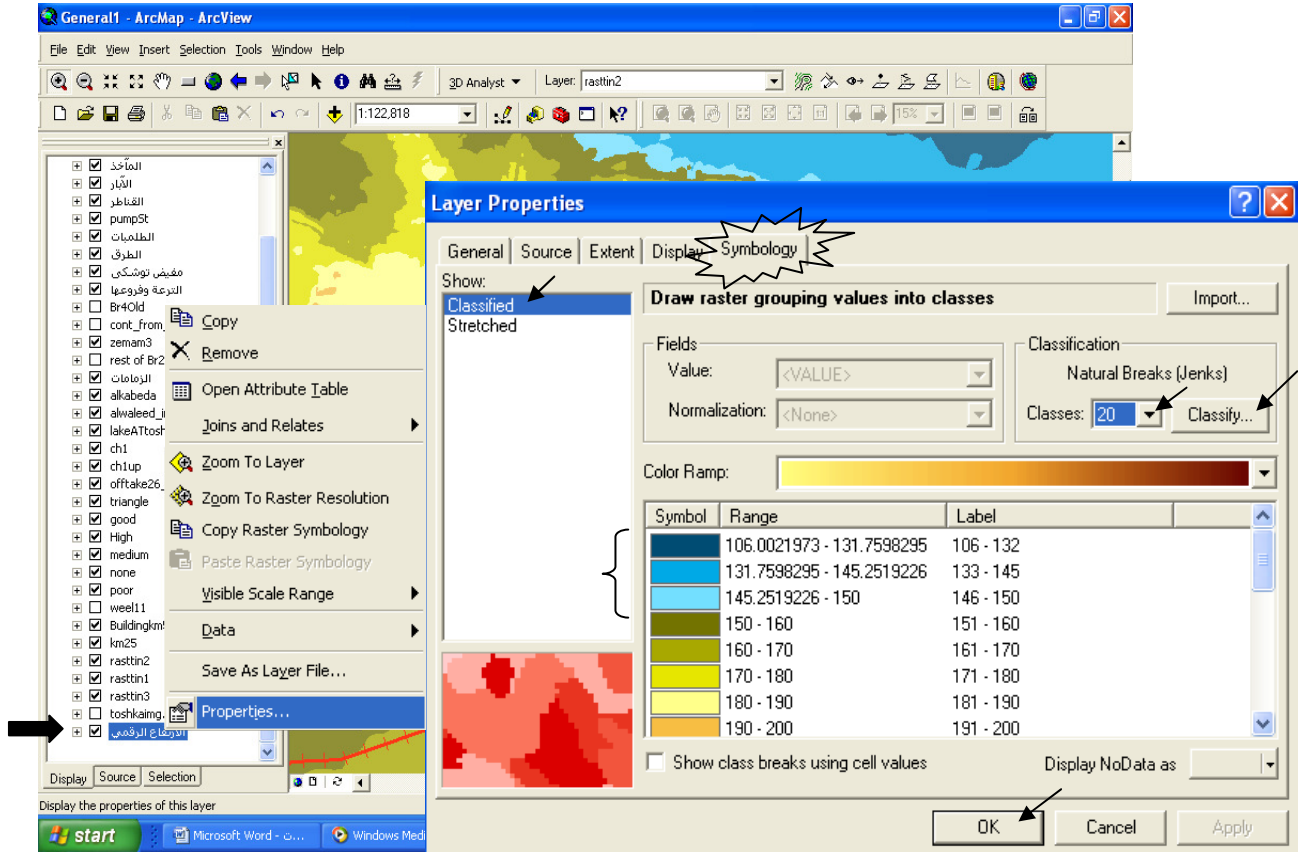 General1 - ArcMap - ArcView
File Edit View Insert Selection Tools Window Help
3D Analyst Layer: rasttin2
1:122,818 15%
المآخذ
الآبار
القناطر
pumpSt
الطلمبات
الطرق
مفيض توشكى
الترعة وفروعها
Br4Old
cont_from_
zemam3
rest of Br2
الزمامات
alkabeda
alwaleed_i
lakeATtosh
ch1
ch1up
offtake26_
triangle
good
High
medium
none
poor
weel11
Buildingkm
km25
rasttin2
rasttin1
rasttin3
toshkaimg.
الارتفاع الرقمي
Display Source Selection
Display the properties of this layer
start Microsoft Word - ... Windows Medi
Copy
Remove
Open Attribute Table
Joins and Relates
Zoom To Layer
Zoom To Raster Resolution
Copy Raster Symbology
Paste Raster Symbology
Visible Scale Range
Data
Save As Layer File...
Properties...
Layer Properties
General Source Extent Display Symbology
Show:
Classified
Stretched
Draw raster grouping values into classes
Import...
Fields
Value: <VALUE>
Normalization: <None>
Classification
Natural Breaks (Jenks)
Classes: 20 Classify...
Color Ramp:
Symbol Range Label
106.0021973 - 131.7598295 106 - 132
131.7598295 - 145.2519226 133 - 145
145.2519226 - 150 146 - 150
150 - 160 151 - 160
160 - 170 161 - 170
170 - 180 171 - 180
180 - 190 181 - 190
190 - 200 191 - 200
Show class breaks using cell values Display NoData as
OK Cancel Apply